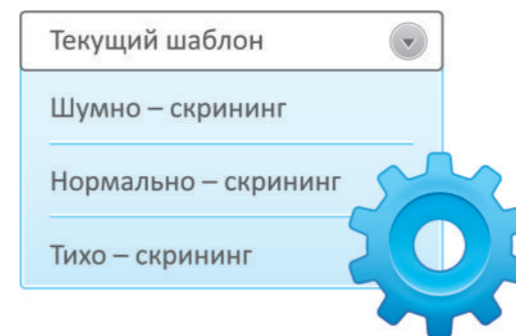 Текущий шаблон
Шумно – скрининг
Нормально – скрининг
Тихо – скрининг